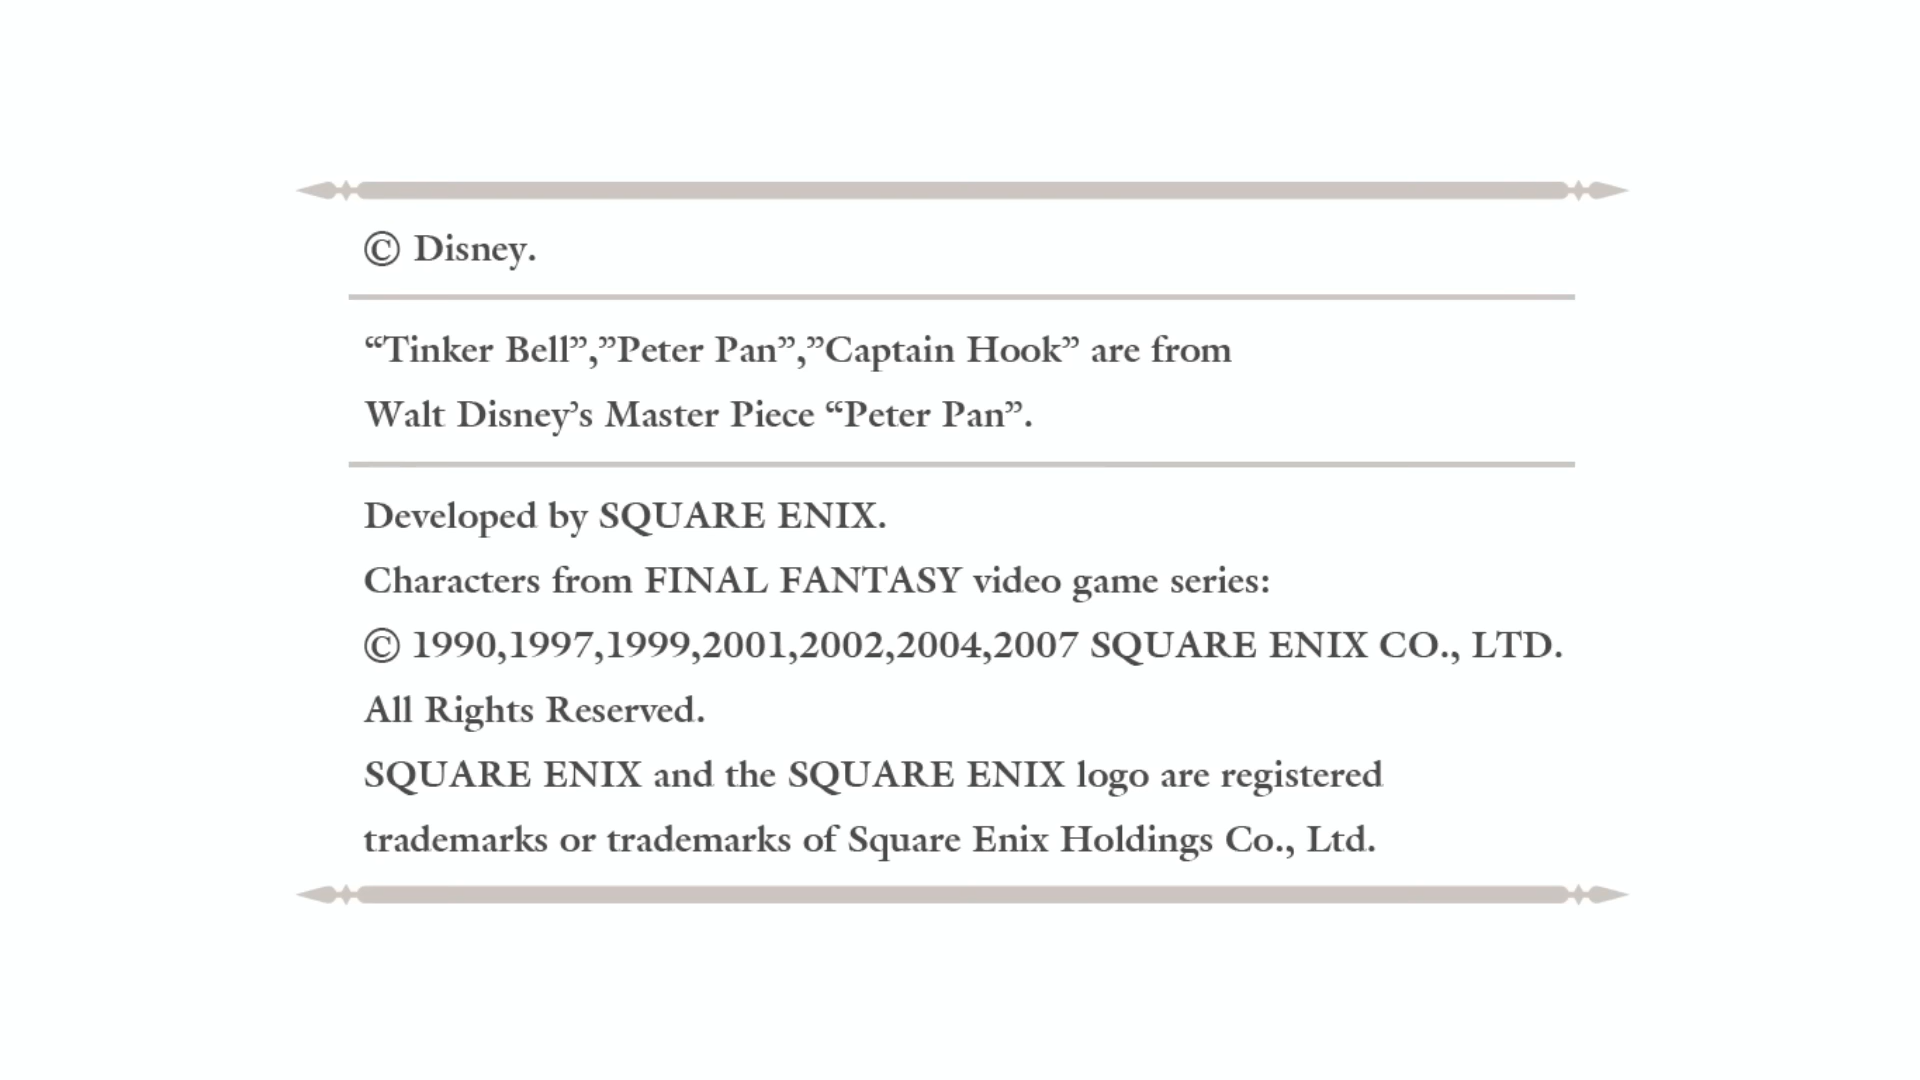 © Disney.
“Tinker Bell”,”Peter Pan”,”Captain Hook” are from
Walt Disney’s Master Piece “Peter Pan”.
Developed by SQUARE ENIX.
Characters from FINAL FANTASY video game series:
© 1990,1997,1999,2001,2002,2004,2007 SQUARE ENIX CO., LTD.
All Rights Reserved.
SQUARE ENIX and the SQUARE ENIX logo are registered
trademarks or trademarks of Square Enix Holdings Co., Ltd.